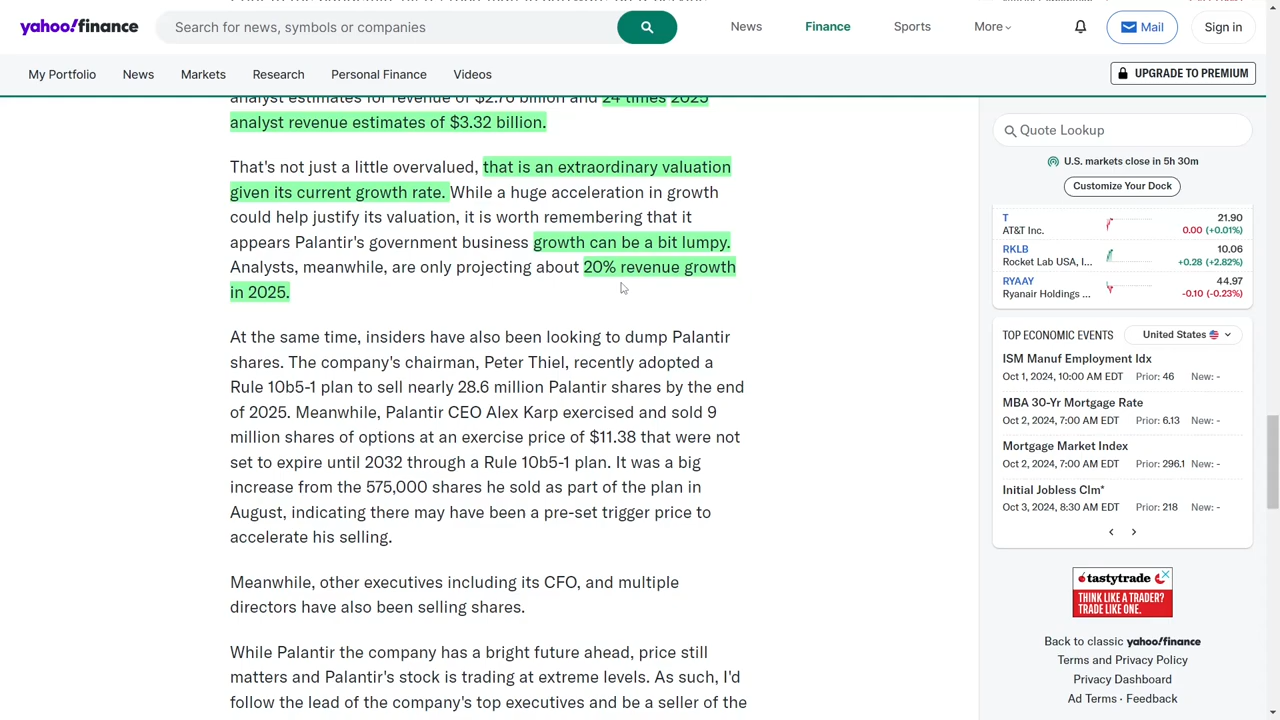 yahoo!finance
Search for news, symbols or companies
News
Finance
Sports
More
Mail
Sign in
My Portfolio
News
Markets
Research
Personal Finance
Videos
UPGRADE TO PREMIUM
analyst estimates for revenue of $2.76 billion and 24 times 2025
analyst revenue estimates of $3.32 billion.
That's not just a little overvalued, that is an extraordinary valuation
given its current growth rate. While a huge acceleration in growth
could help justify its valuation, it is worth remembering that it
appears Palantir's government business growth can be a bit lumpy.
Analysts, meanwhile, are only projecting about 20% revenue growth
in 2025.
At the same time, insiders have also been looking to dump Palantir
shares. The company's chairman, Peter Thiel, recently adopted a
Rule 10b5-1 plan to sell nearly 28.6 million Palantir shares by the end
of 2025. Meanwhile, Palantir CEO Alex Karp exercised and sold 9
million shares of options at an exercise price of $11.38 that were not
set to expire until 2032 through a Rule 10b5-1 plan. It was a big
increase from the 575,000 shares he sold as part of the plan in
August, indicating there may have been a pre-set trigger price to
accelerate his selling.
Meanwhile, other executives including its CFO, and multiple
directors have also been selling shares.
While Palantir the company has a bright future ahead, price still
matters and Palantir's stock is trading at extreme levels. As such, I'd
follow the lead of the company's top executives and be a seller of the
Quote Lookup
U.S. markets close in 5h 30m
Customize Your Dock
T 21.90
AT&T Inc. 0.00 (+0.01%)
RKLB 10.06
Rocket Lab USA, I... +0.28 (+2.82%)
RYAAY 44.97
Ryanair Holdings ... -0.10 (-0.23%)
TOP ECONOMIC EVENTS United States
ISM Manuf Employment Idx
Oct 1, 2024, 10:00 AM EDT Prior: 46 New: -
MBA 30-Yr Mortgage Rate
Oct 2, 2024, 7:00 AM EDT Prior: 6.13 New: -
Mortgage Market Index
Oct 2, 2024, 7:00 AM EDT Prior: 296.1 New: -
Initial Jobless Clm*
Oct 3, 2024, 8:30 AM EDT Prior: 218 New: -
tastytrade
THINK LIKE A TRADER?
TRADE LIKE ONE.
Back to classic yahoo!finance
Terms and Privacy Policy
Privacy Dashboard
Ad Terms · Feedback